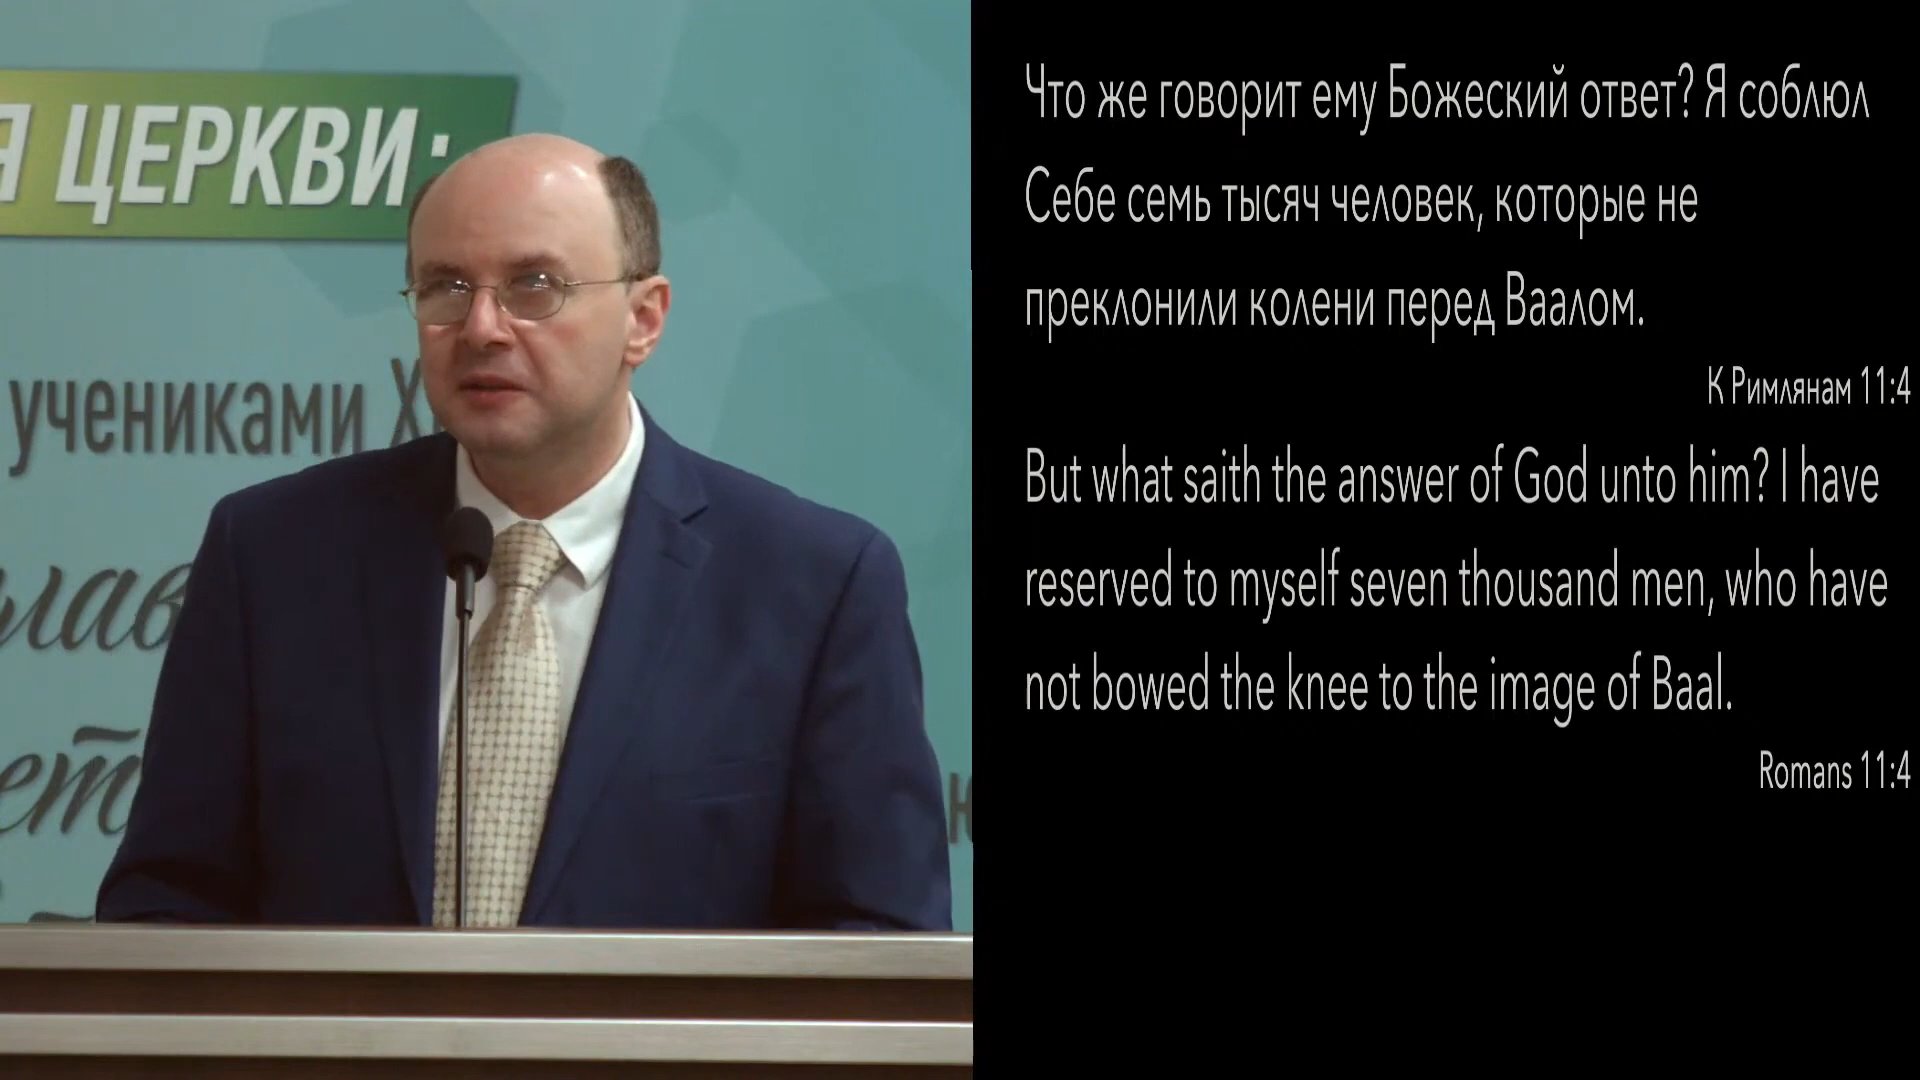 Я ЦЕРКВИ:
учениками
Что же говорит ему Божеский ответ? Я соблюл
Себе семь тысяч человек, которые не
преклонили колени перед Ваалом.
К Римлянам 11:4
But what saith the answer of God unto him? I have
reserved to myself seven thousand men, who have
not bowed the knee to the image of Baal.
Romans 11:4